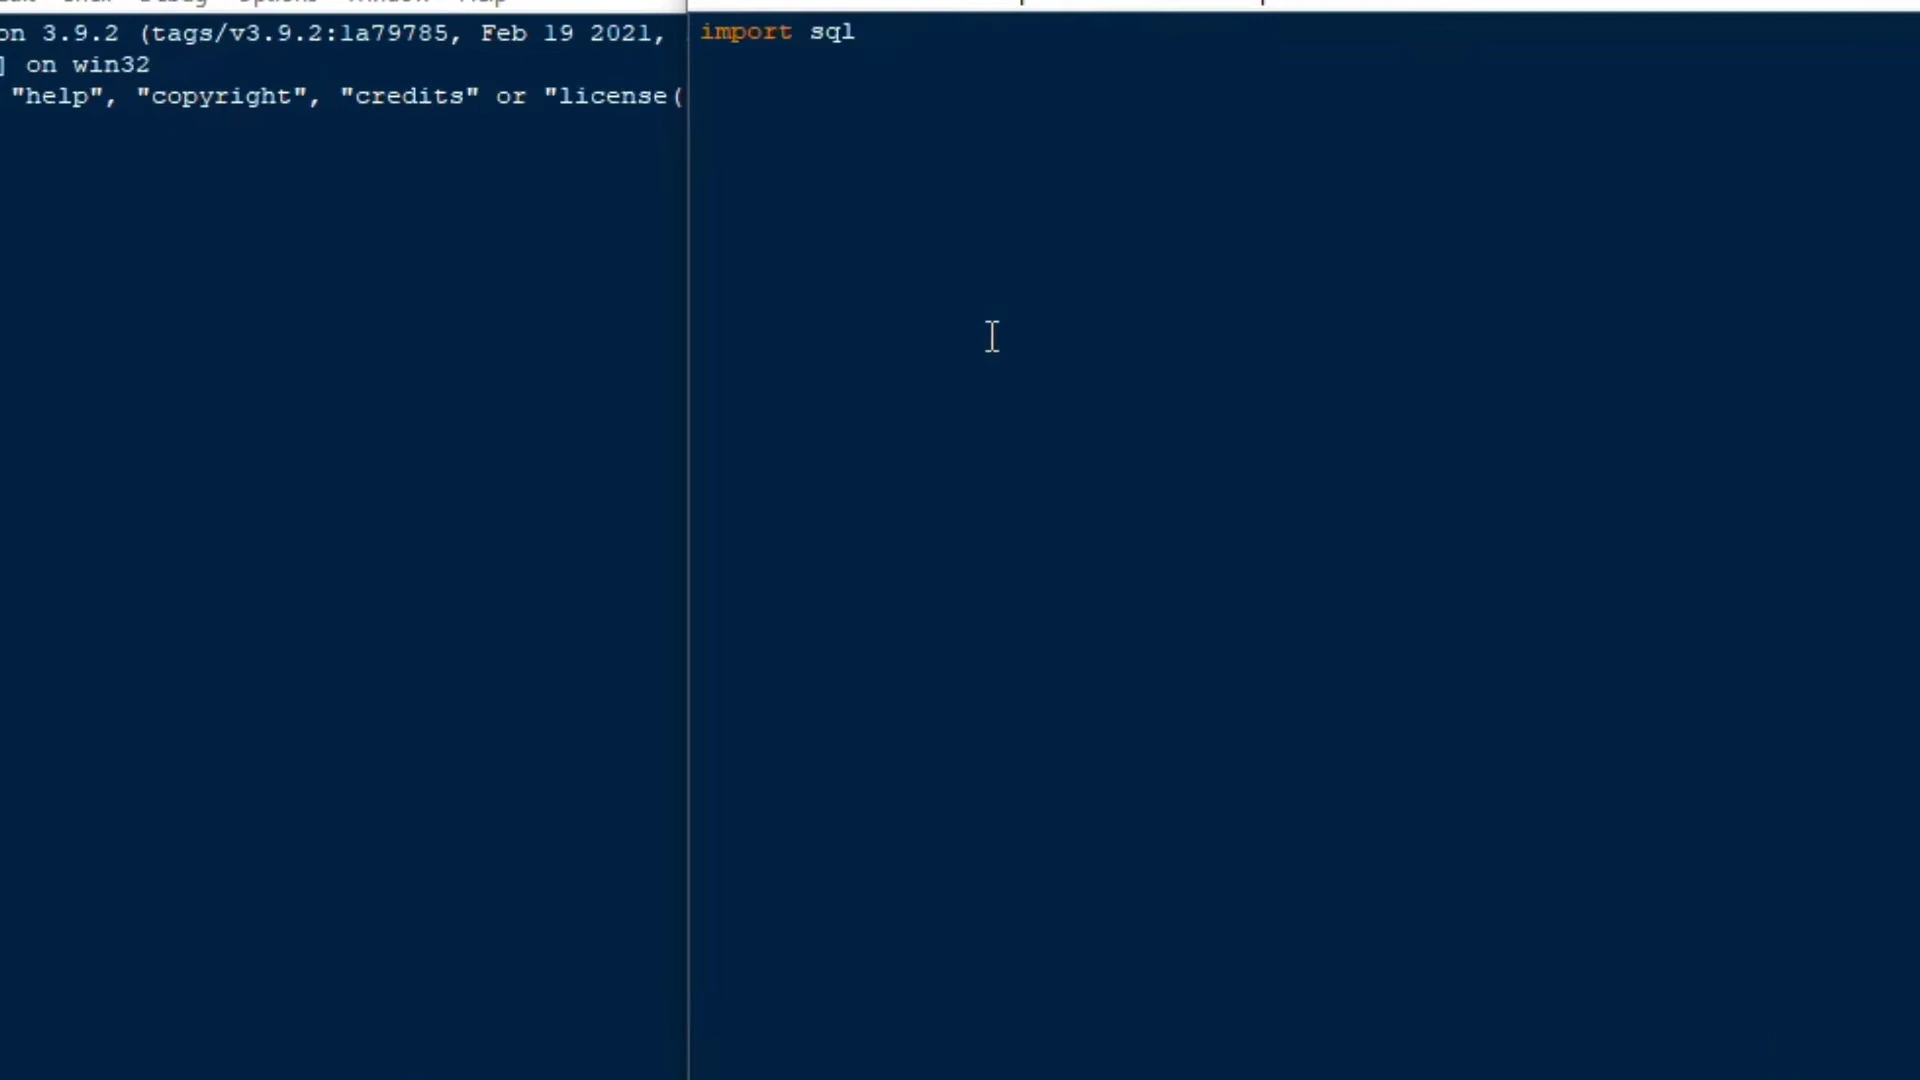 on 3.9.2 (tags/v3.9.2:1a79785, Feb 19 2021,
] on win32
"help", "copyright", "credits" or "license(
import sql